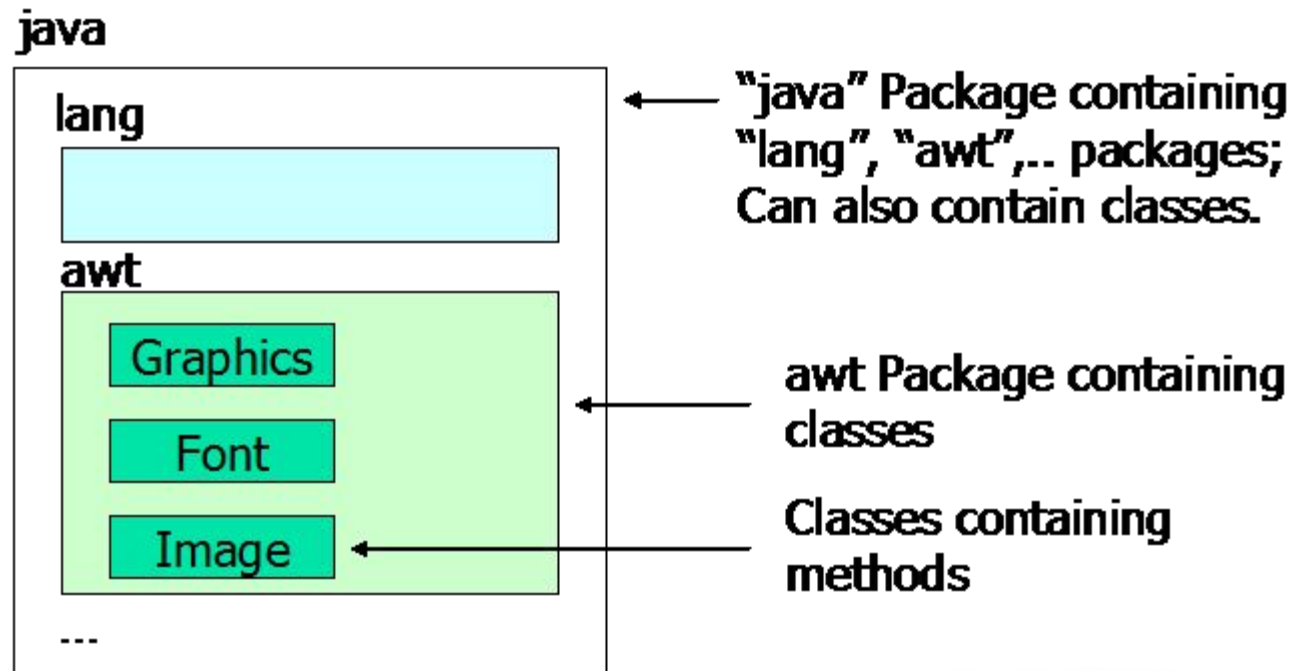 java
lang
awt
Graphics
Font
Image
---
“java” Package containing
“lang”, “awt”,.. packages;
Can also contain classes.
awt Package containing
classes
Classes containing
methods